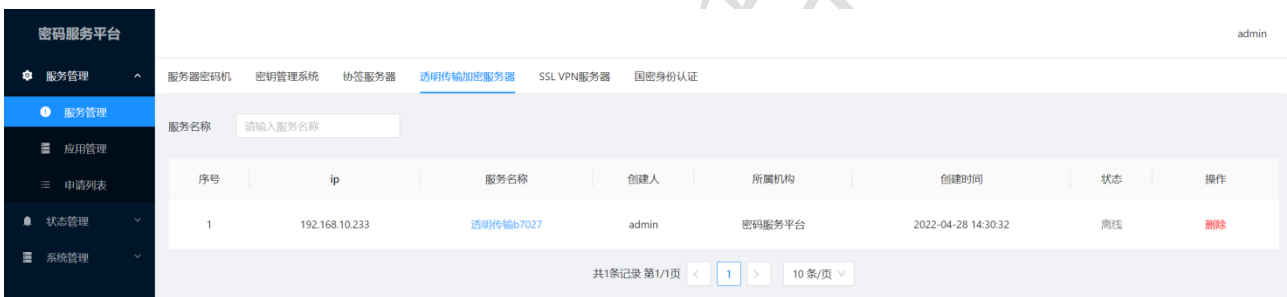 密码服务平台
admin
服务管理
服务器密码机 密钥管理系统 协签服务器 透明传输加密服务器 SSL VPN服务器 国密身份认证
服务管理
服务名称 请输入服务名称
应用管理
申请列表
序号 ip 服务名称 创建人 所属机构 创建时间 状态 操作
状态管理
1 192.168.10.233 透明传输b7027 admin 密码服务平台 2022-04-28 14:30:32 离线 删除
系统管理
共1条记录 第1/1页 < 1 > 10 条/页